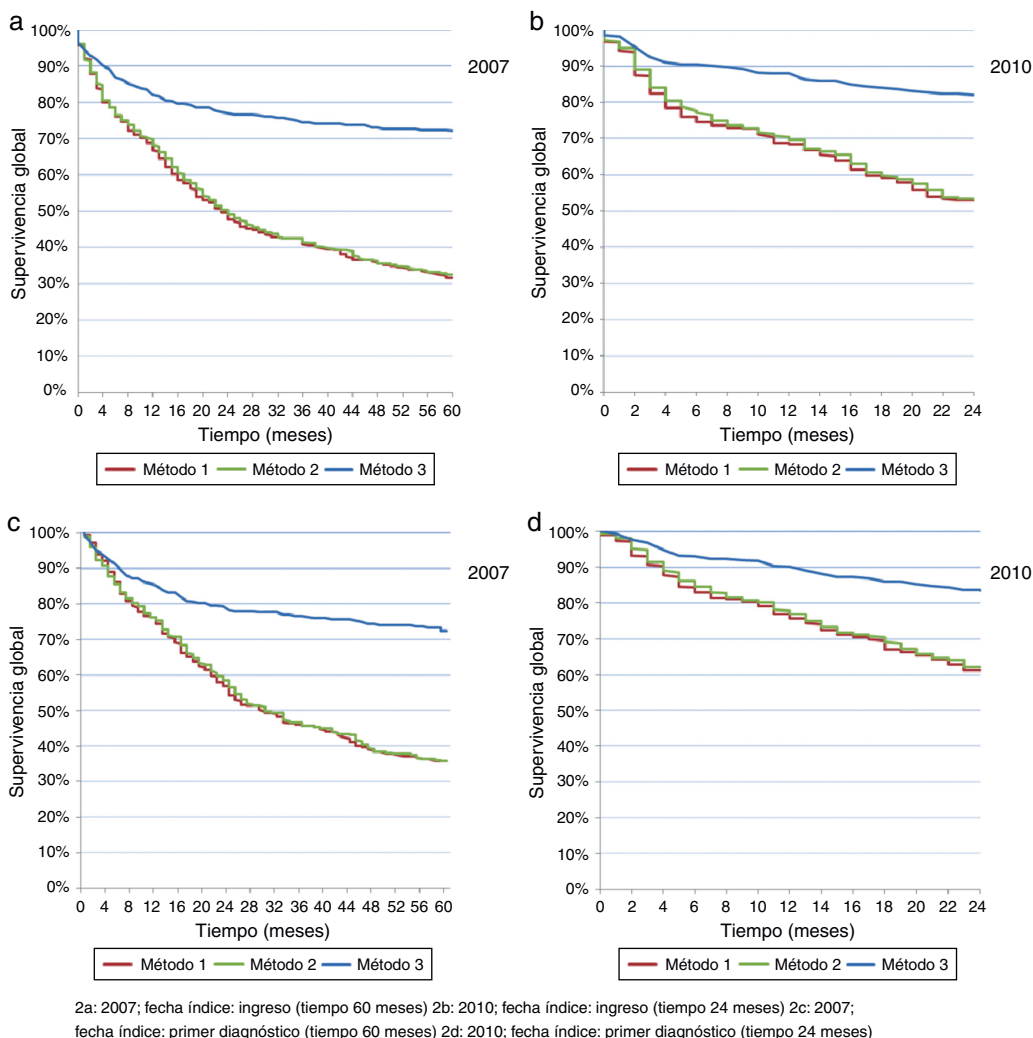 a
100%
90%
80%
70%
60%
50%
40%
30%
20%
10%
0%
Supervivencia global
2007
0 4 8 12 16 20 24 28 32 36 40 44 48 52 56 60
Tiempo (meses)
Método 1 Método 2 Método 3
b
100%
90%
80%
70%
60%
50%
40%
30%
20%
10%
0%
Supervivencia global
2010
0 2 4 6 8 10 12 14 16 18 20 22 24
Tiempo (meses)
Método 1 Método 2 Método 3
c
100%
90%
80%
70%
60%
50%
40%
30%
20%
10%
0%
Supervivencia global
2007
0 4 8 12 16 20 24 28 32 36 40 44 48 52 56 60
Tiempo (meses)
Método 1 Método 2 Método 3
d
100%
90%
80%
70%
60%
50%
40%
30%
20%
10%
0%
Supervivencia global
2010
0 2 4 6 8 10 12 14 16 18 20 22 24
Tiempo (meses)
Método 1 Método 2 Método 3
2a: 2007; fecha índice: ingreso (tiempo 60 meses) 2b: 2010; fecha índice: ingreso (tiempo 24 meses) 2c: 2007;
fecha índice: primer diagnóstico (tiempo 60 meses) 2d: 2010; fecha índice: primer diagnóstico (tiempo 24 meses)